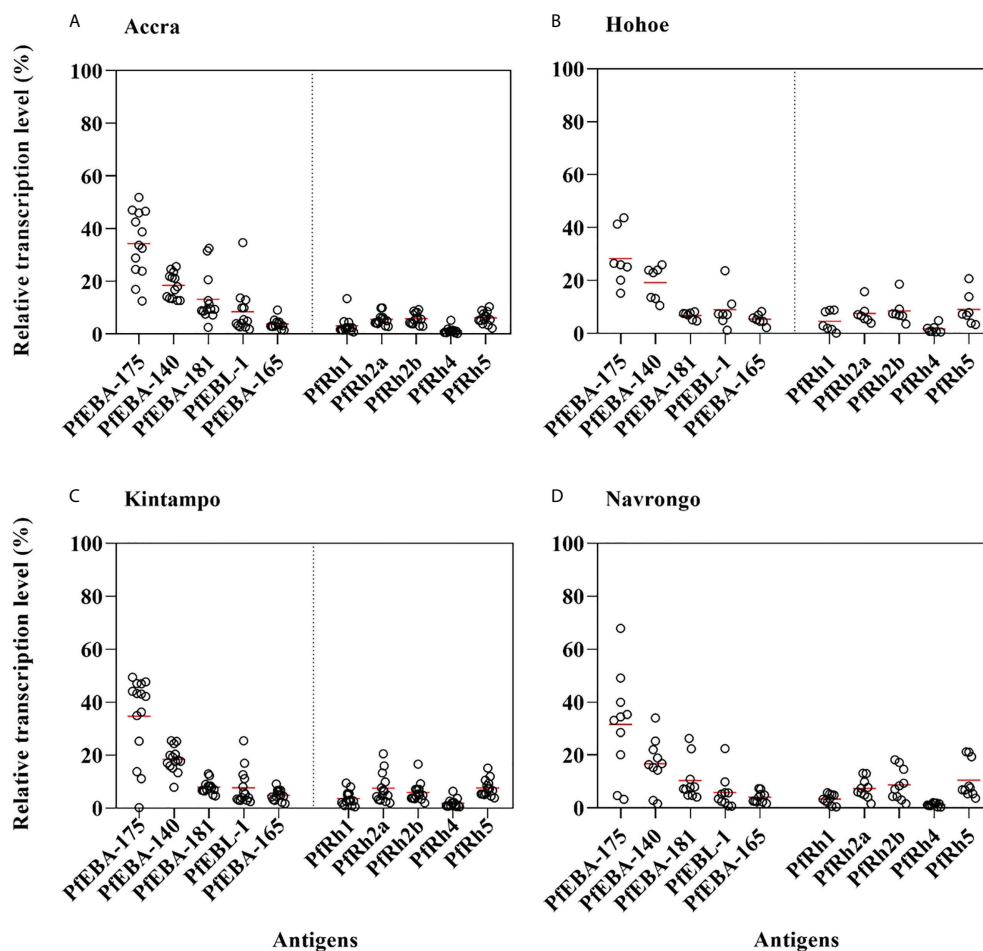 A Accra
Relative transcription level (%)
100
80
60
40
20
0
PfEBA-175
PfEBA-140
PfEBA-181
PfEBL-1
PfEBA-165
PfRh1
PfRh2a
PfRh2b
PfRh4
PfRh5
B Hohoe
100
80
60
40
20
0
PfEBA-175
PfEBA-140
PfEBA-181
PfEBL-1
PfEBA-165
PfRh1
PfRh2a
PfRh2b
PfRh4
PfRh5
C Kintampo
Relative transcription level (%)
100
80
60
40
20
0
PfEBA-175
PfEBA-140
PfEBA-181
PfEBL-1
PfEBA-165
PfRh1
PfRh2a
PfRh2b
PfRh4
PfRh5
Antigens
D Navrongo
100
80
60
40
20
0
PfEBA-175
PfEBA-140
PfEBA-181
PfEBL-1
PfEBA-165
PfRh1
PfRh2a
PfRh2b
PfRh4
PfRh5
Antigens